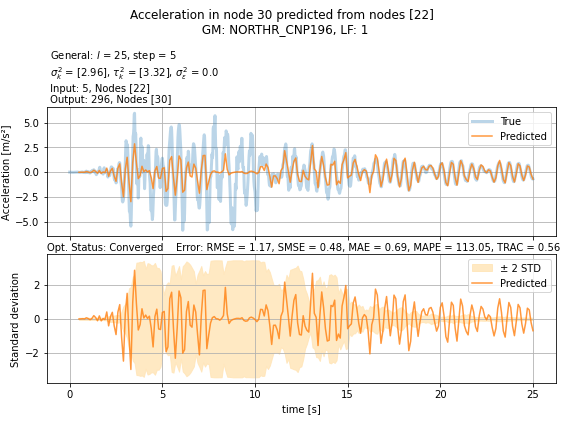 Acceleration in node 30 predicted from nodes [22]
GM: NORTHR_CNP196, LF: 1
General: l = 25, step = 5
σ_k^2 = [2.96], τ_k^2 = [3.32], σ_ε^2 = 0.0
Input: 5, Nodes [22]
Output: 296, Nodes [30]
Acceleration [m/s²]
5.0
2.5
0.0
−2.5
−5.0
True
Predicted
Opt. Status: Converged Error: RMSE = 1.17, SMSE = 0.48, MAE = 0.69, MAPE = 113.05, TRAC = 0.56
Standard deviation
2
0
−2
± 2 STD
Predicted
0 5 10 15 20 25
time [s]